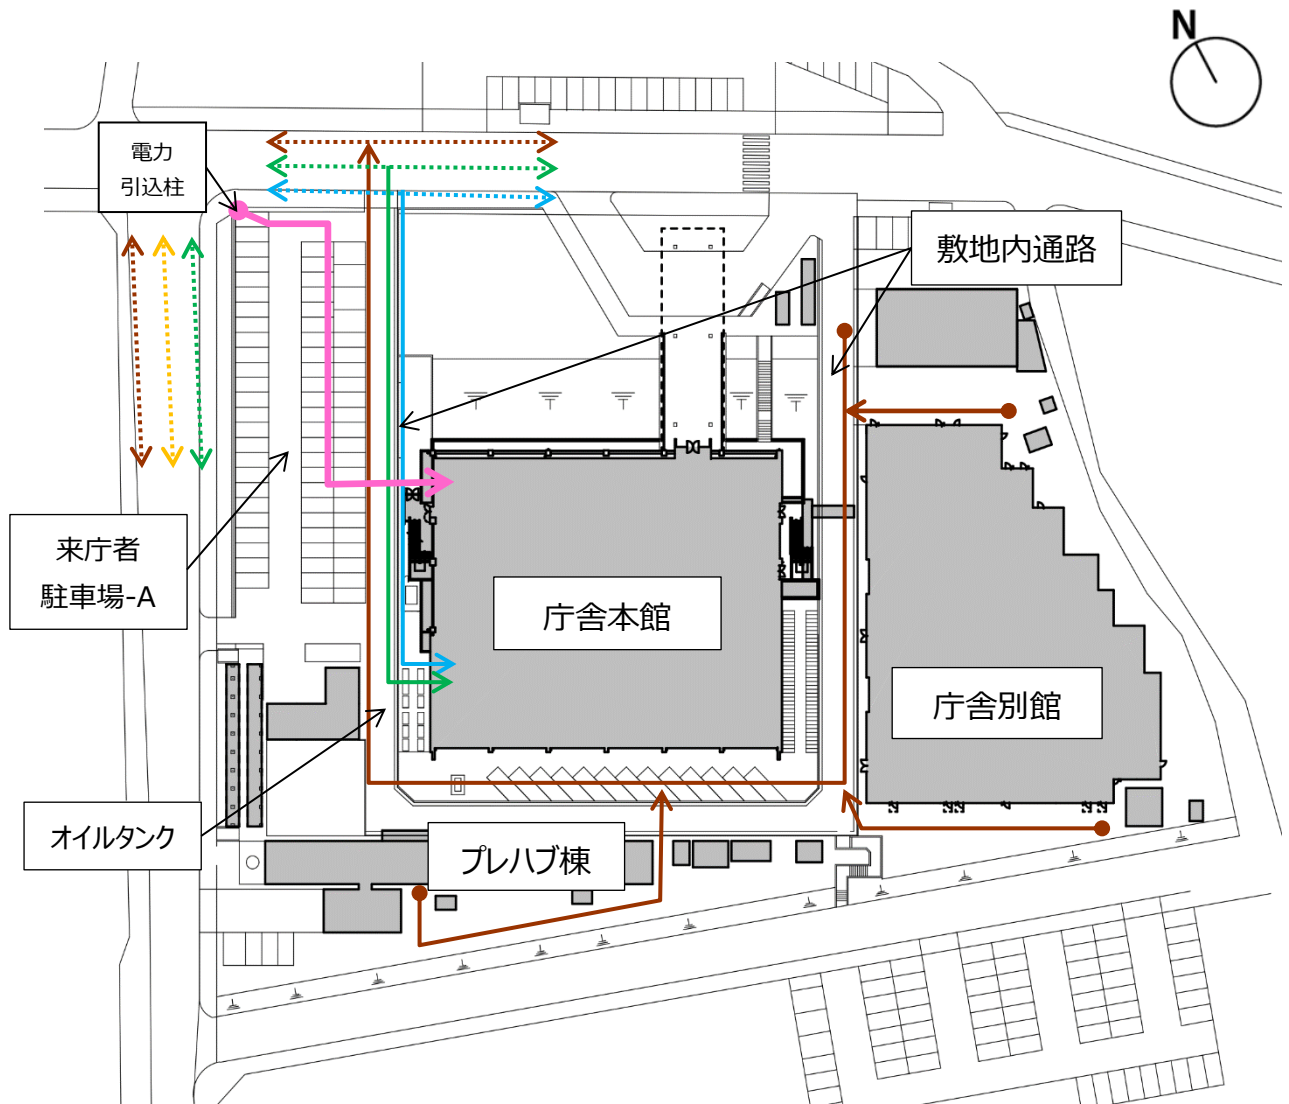 N
電力
引込柱
敷地内通路
来庁者
駐車場-A
庁舎本館
庁舎別館
オイルタンク
プレハブ棟